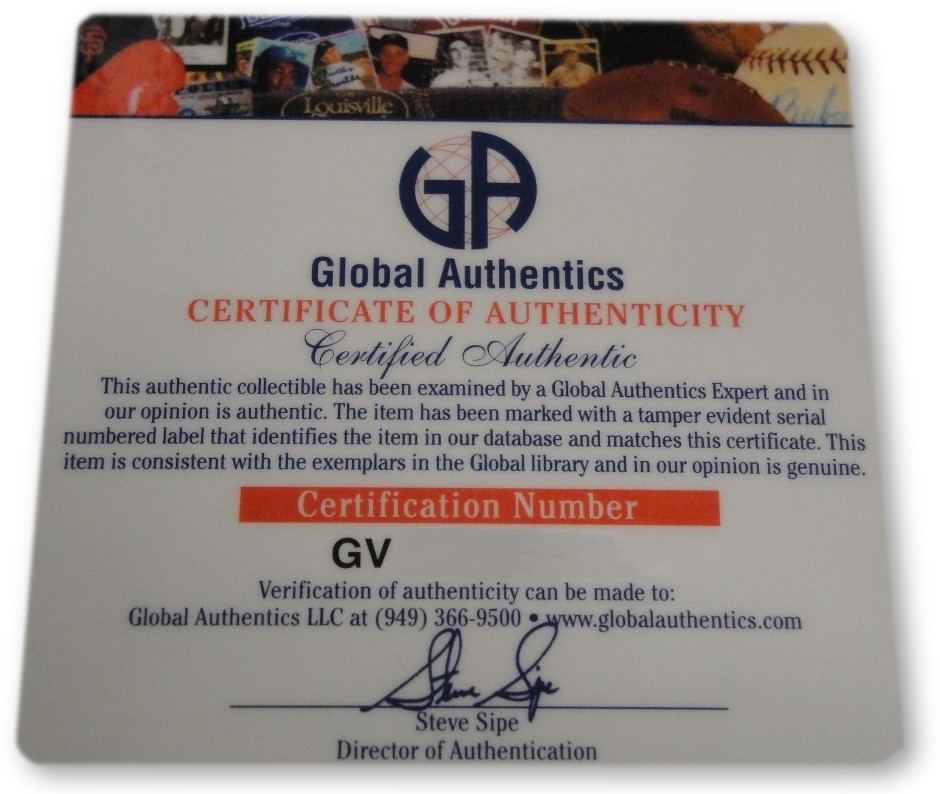 Louisville
GA
Global Authentics
CERTIFICATE OF AUTHENTICITY
Certified Authentic
This authentic collectible has been examined by a Global Authentics Expert and in
our opinion is authentic. The item has been marked with a tamper evident serial
numbered label that identifies the item in our database and matches this certificate. This
item is consistent with the exemplars in the Global library and in our opinion is genuine.
Certification Number
GV
Verification of authenticity can be made to:
Global Authentics LLC at (949) 366-9500 • www.globalauthentics.com
Steve Sipe
Steve Sipe
Director of Authentication